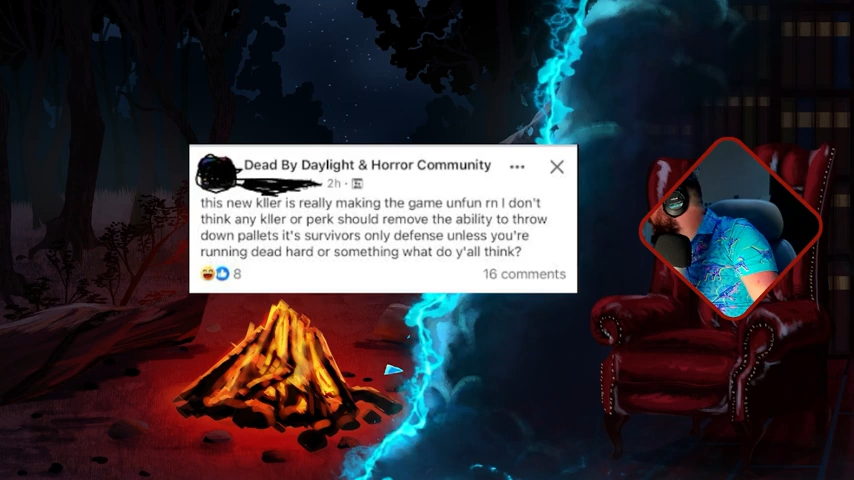 Dead By Daylight & Horror Community
2h ·
this new kller is really making the game unfun rn I don't
think any kller or perk should remove the ability to throw
down pallets it's survivors only defense unless you're
running dead hard or something what do y'all think?
8 16 comments